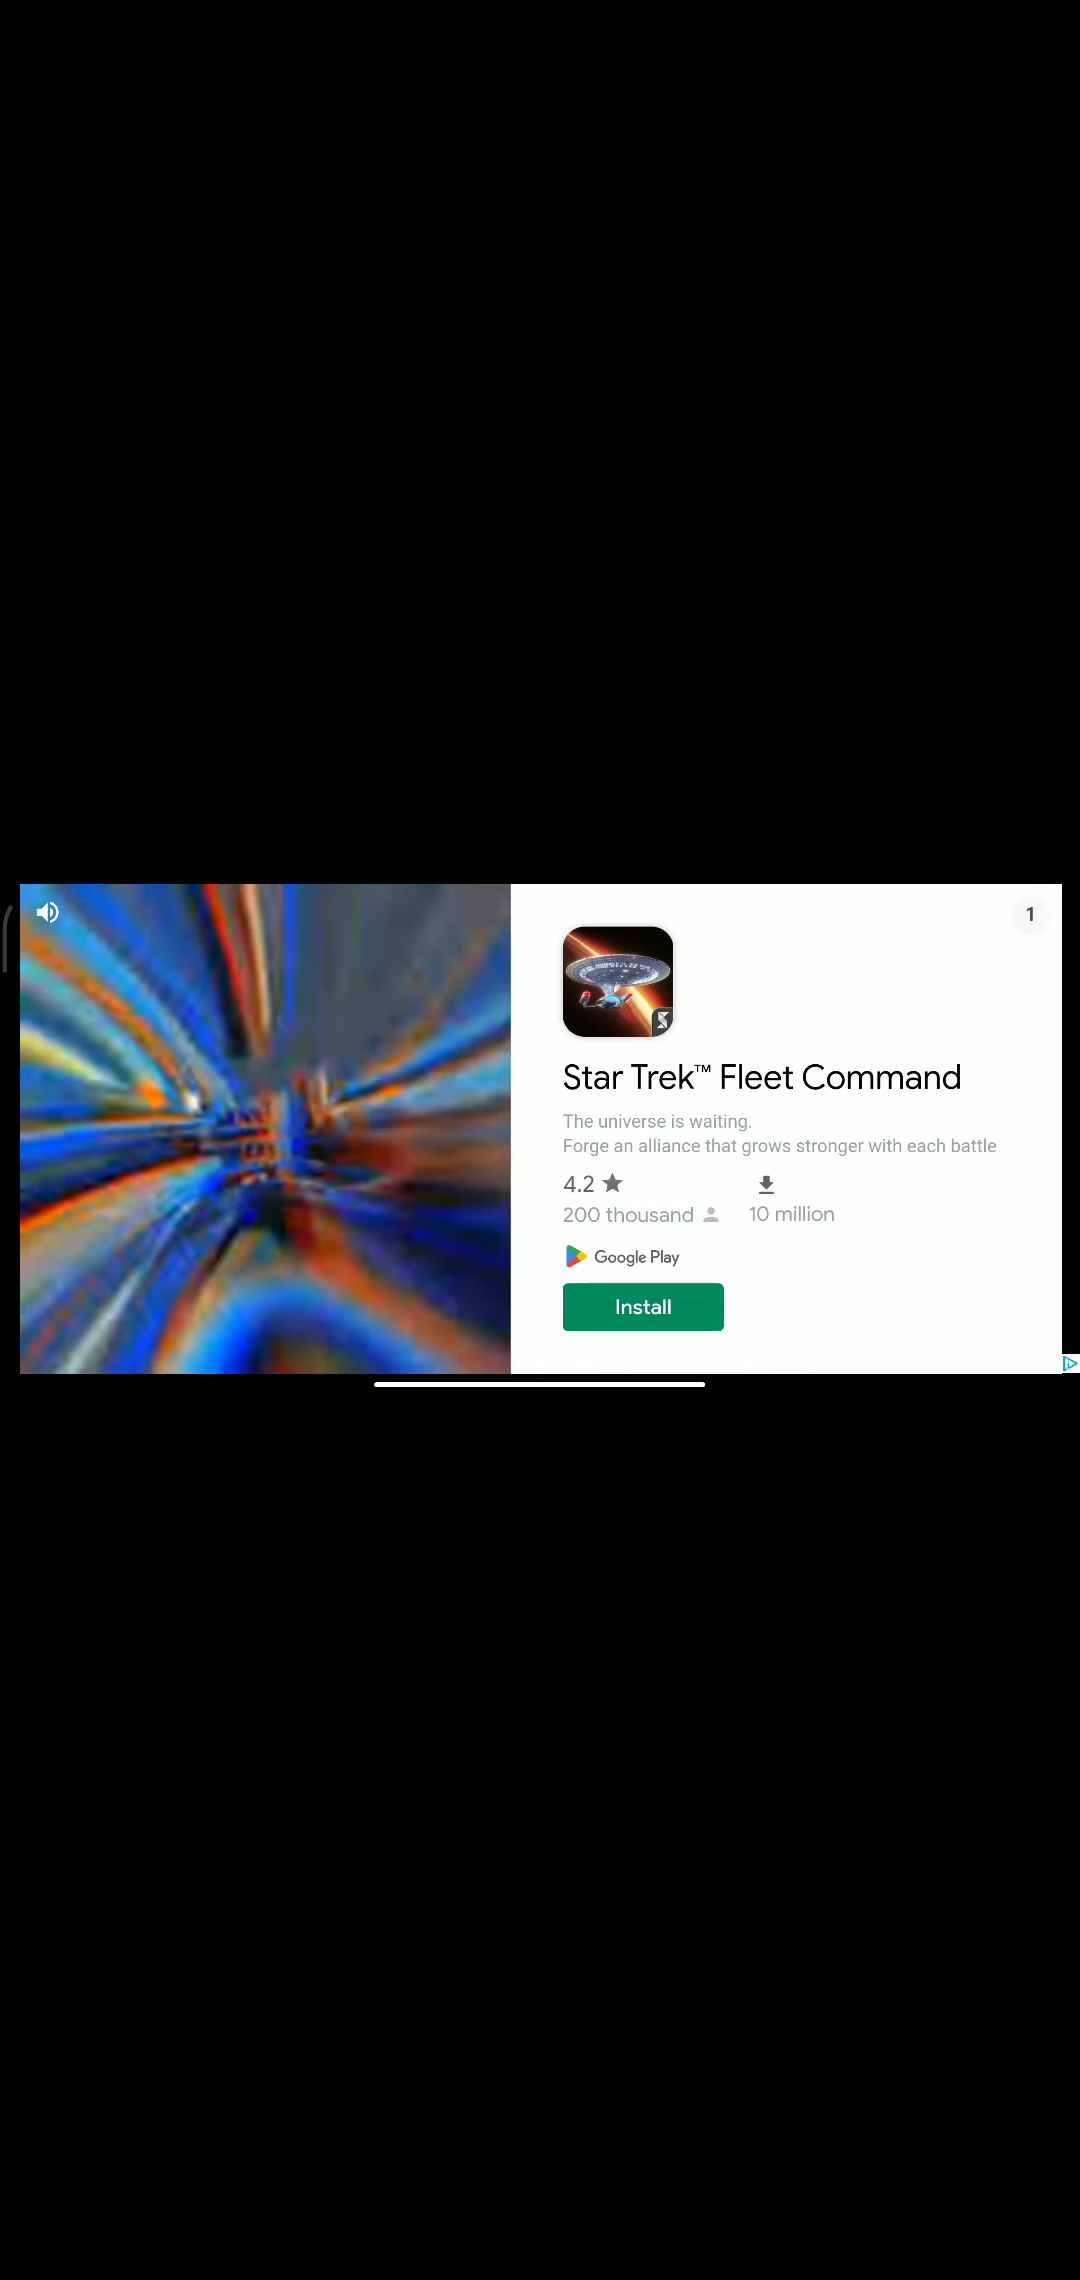 1
Star Trek™ Fleet Command
The universe is waiting.
Forge an alliance that grows stronger with each battle
4.2
200 thousand 10 million
Google Play
Install